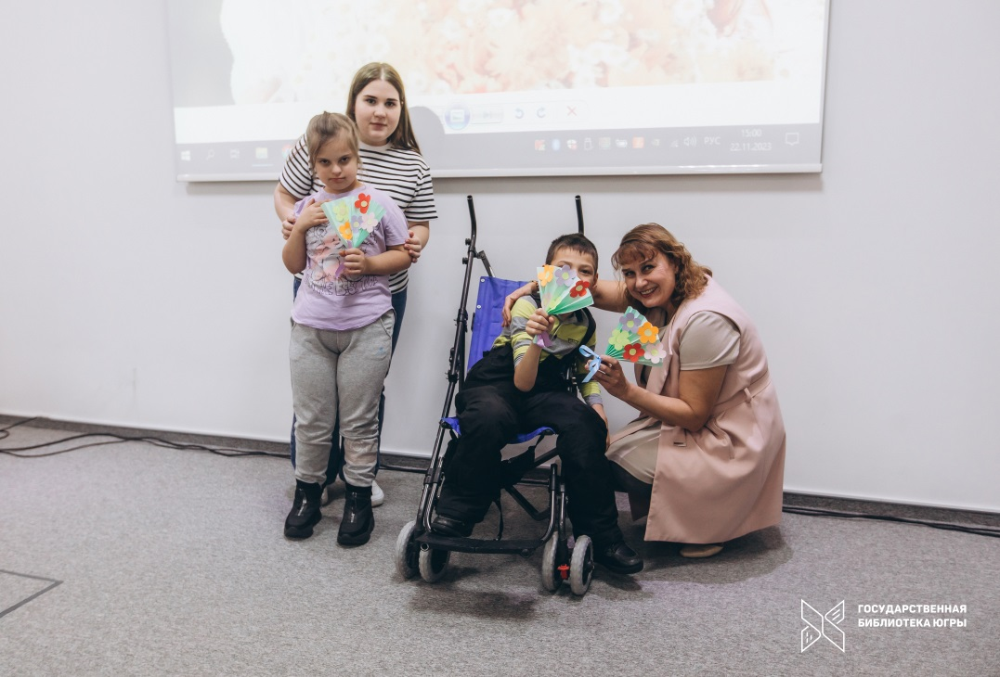 15:00
РУС
22.11.2023
ГОСУДАРСТВЕННАЯ
БИБЛИОТЕКА ЮГРЫ